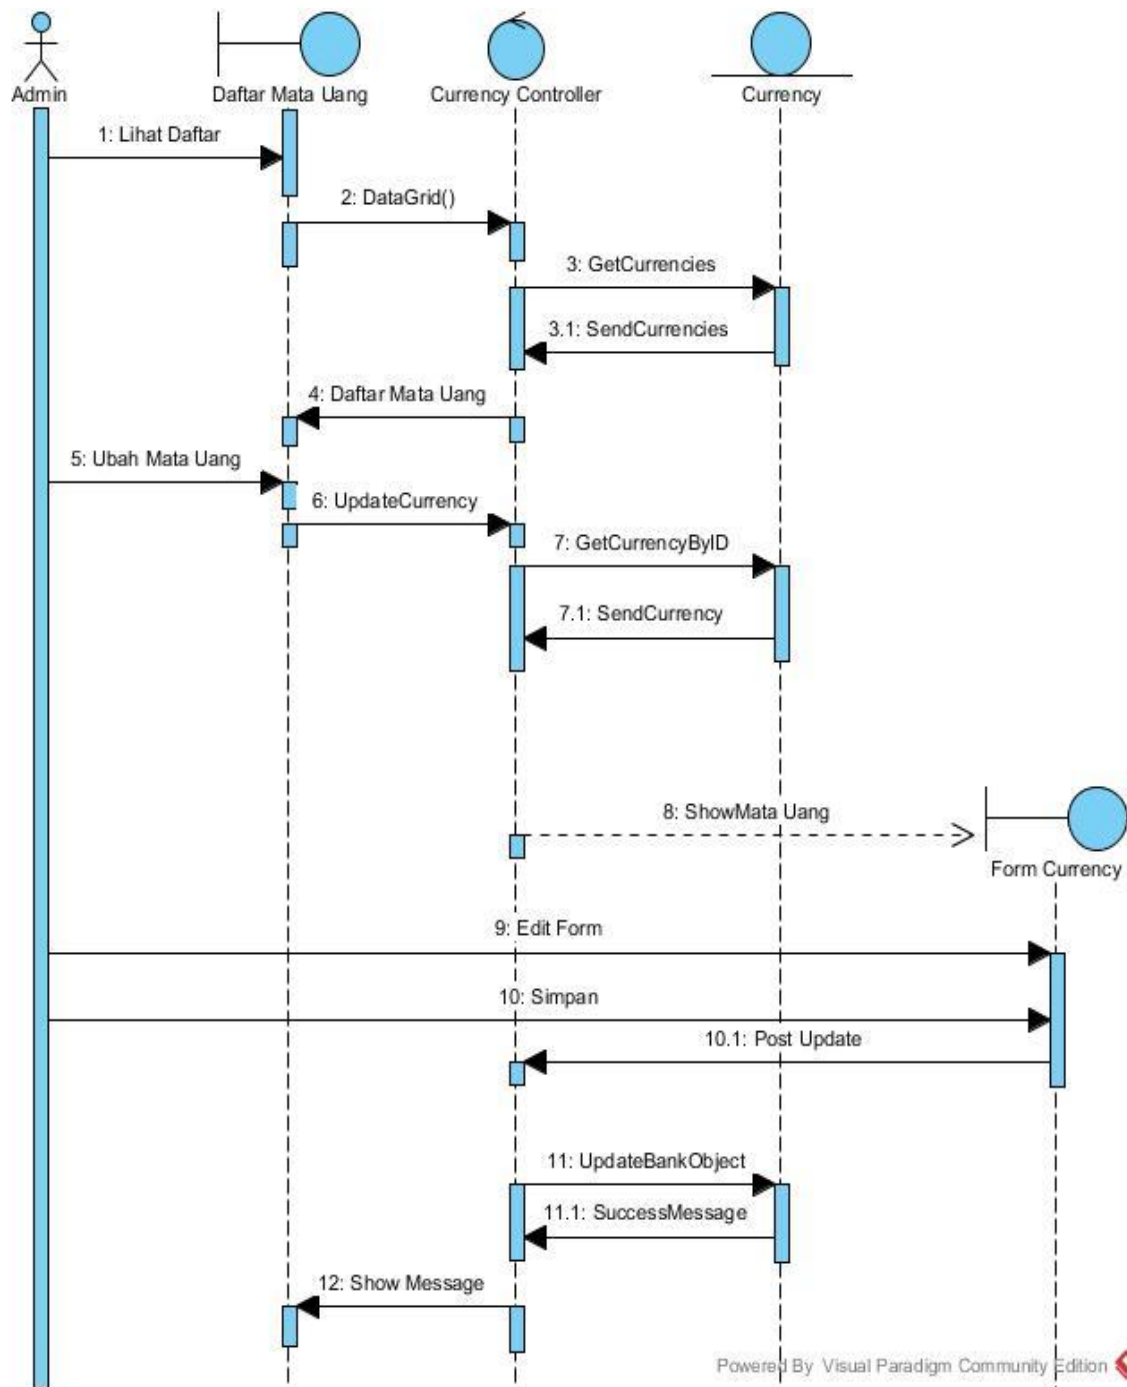 Admin
Daftar Mata Uang
Currency Controller
Currency
1: Lihat Daftar
2: DataGrid()
3: GetCurrencies
3.1: SendCurrencies
4: Daftar Mata Uang
5: Ubah Mata Uang
6: UpdateCurrency
7: GetCurrencyByID
7.1: SendCurrency
8: ShowMata Uang
Form Currency
9: Edit Form
10: Simpan
10.1: Post Update
11: UpdateBankObject
11.1: SuccessMessage
12: Show Message
Powered By Visual Paradigm Community Edition